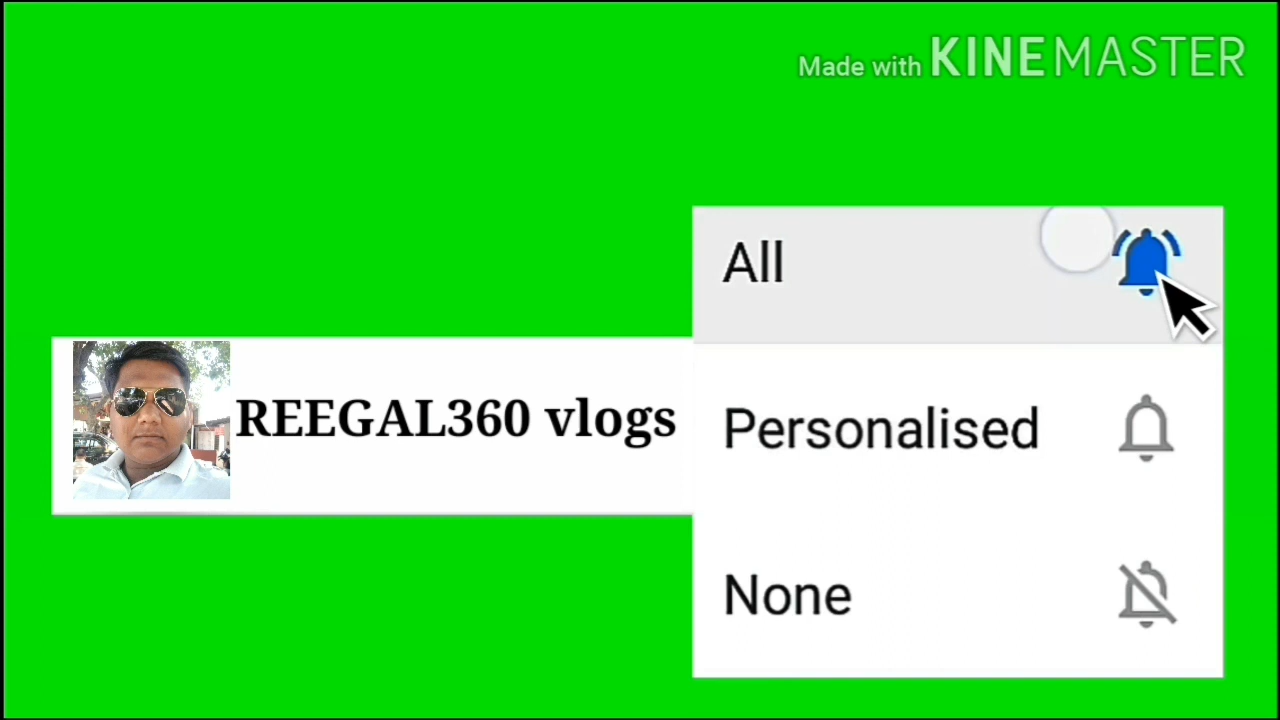 Made with KINEMASTER
All
REEGAL360 vlogs
Personalised
None